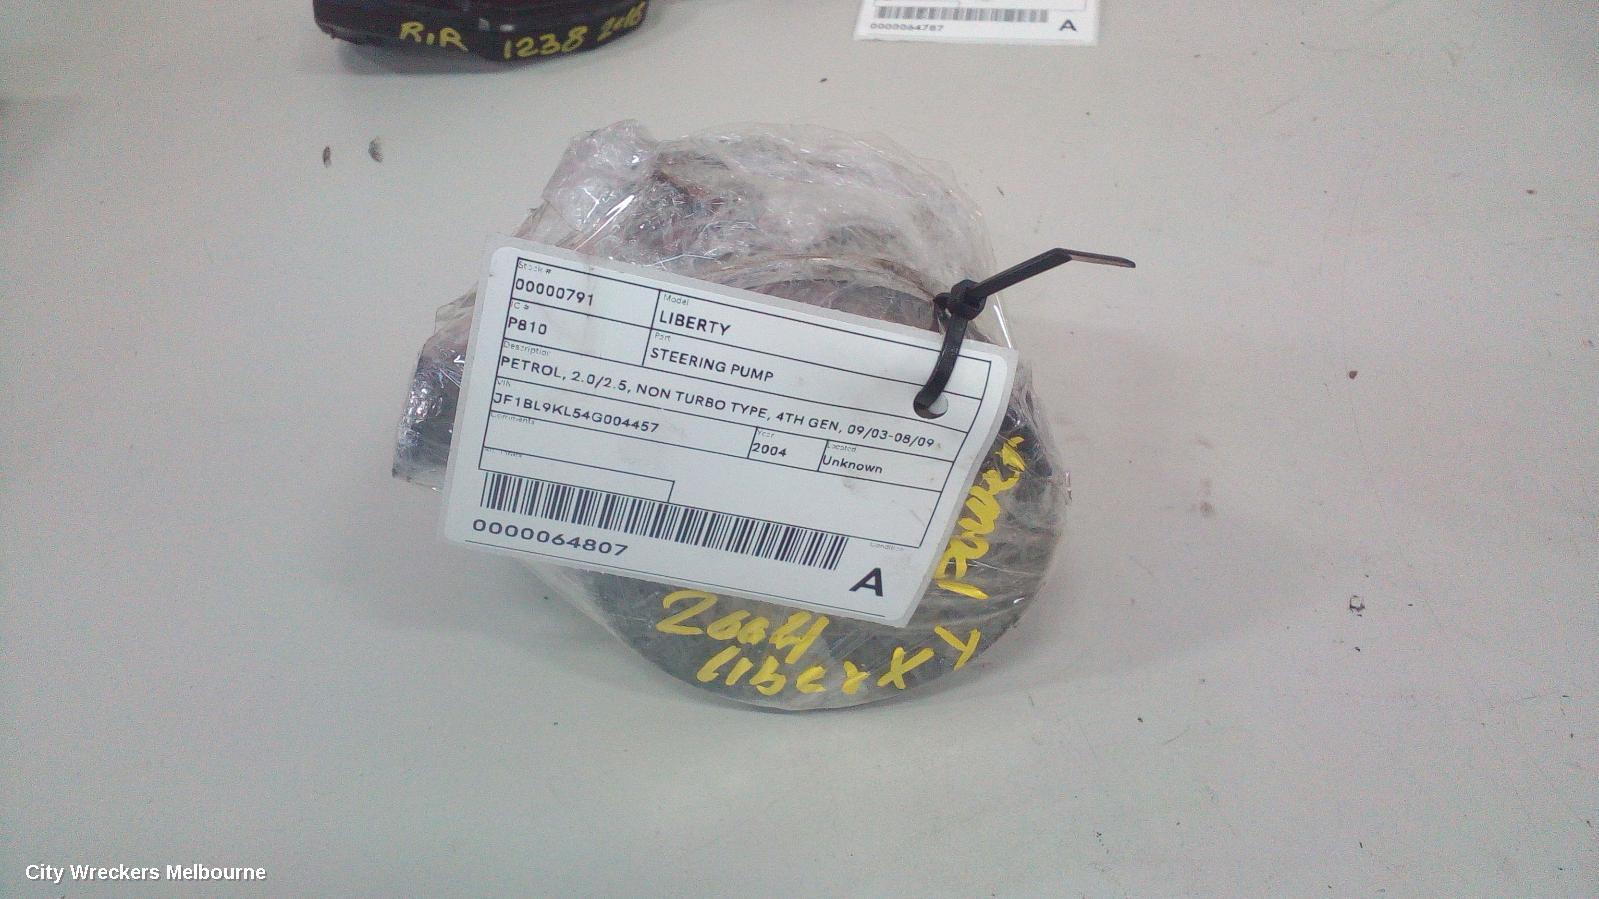 R.R 1238 2016
0000064787 A
Stock #
00000791
Model
LIBERTY
IC #
P810
Part
STEERING PUMP
Description
PETROL, 2.0/2.5, NON TURBO TYPE, 4TH GEN, 09/03-08/09
VIN
JF1BL9KL54G004457
Year
2004
Located
Unknown
Comments
0000064807
Condition
A
Power
2004
LIBERXT
City Wreckers Melbourne